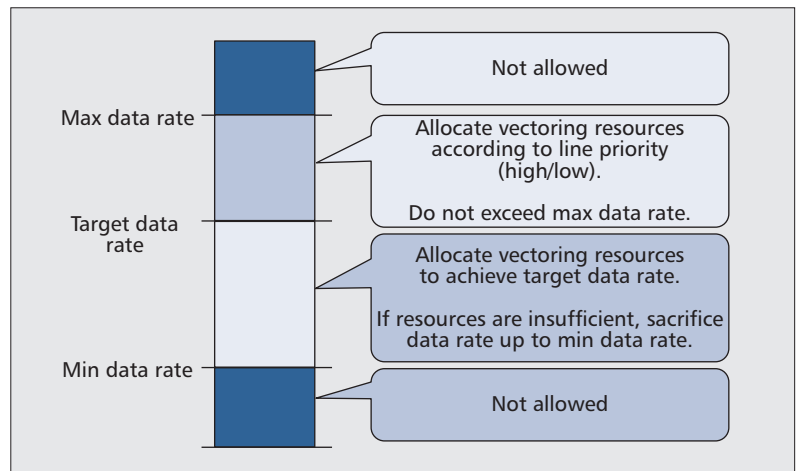 Not allowed
Max data rate
Allocate vectoring resources
according to line priority
(high/low).
Do not exceed max data rate.
Target data
rate
Allocate vectoring resources
to achieve target data rate.
If resources are insufficient, sacrifice
data rate up to min data rate.
Min data rate
Not allowed